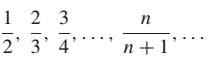 1/2, 2/3, 3/4, . . . , n/(n + 1), . . .